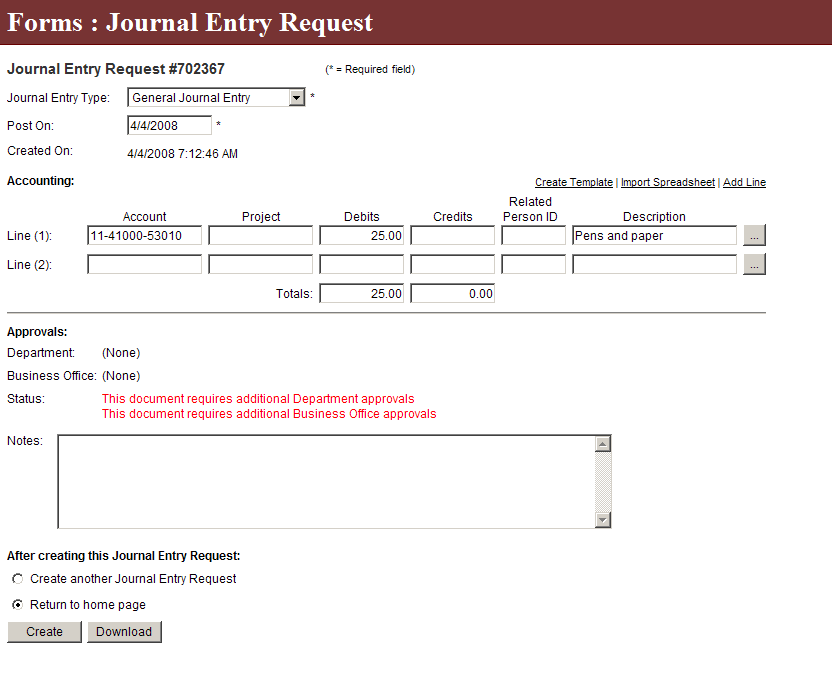 Forms : Journal Entry Request
Journal Entry Request #702367 (* = Required field)
Journal Entry Type: General Journal Entry *
Post On: 4/4/2008 *
Created On: 4/4/2008 7:12:46 AM
Accounting: Create Template | Import Spreadsheet | Add Line
Account Project Debits Credits Related Person ID Description
Line (1): 11-41000-53010 25.00 Pens and paper ...
Line (2): ...
Totals: 25.00 0.00
Approvals:
Department: (None)
Business Office: (None)
Status: This document requires additional Department approvals
This document requires additional Business Office approvals
Notes:
After creating this Journal Entry Request:
Create another Journal Entry Request
Return to home page
Create Download